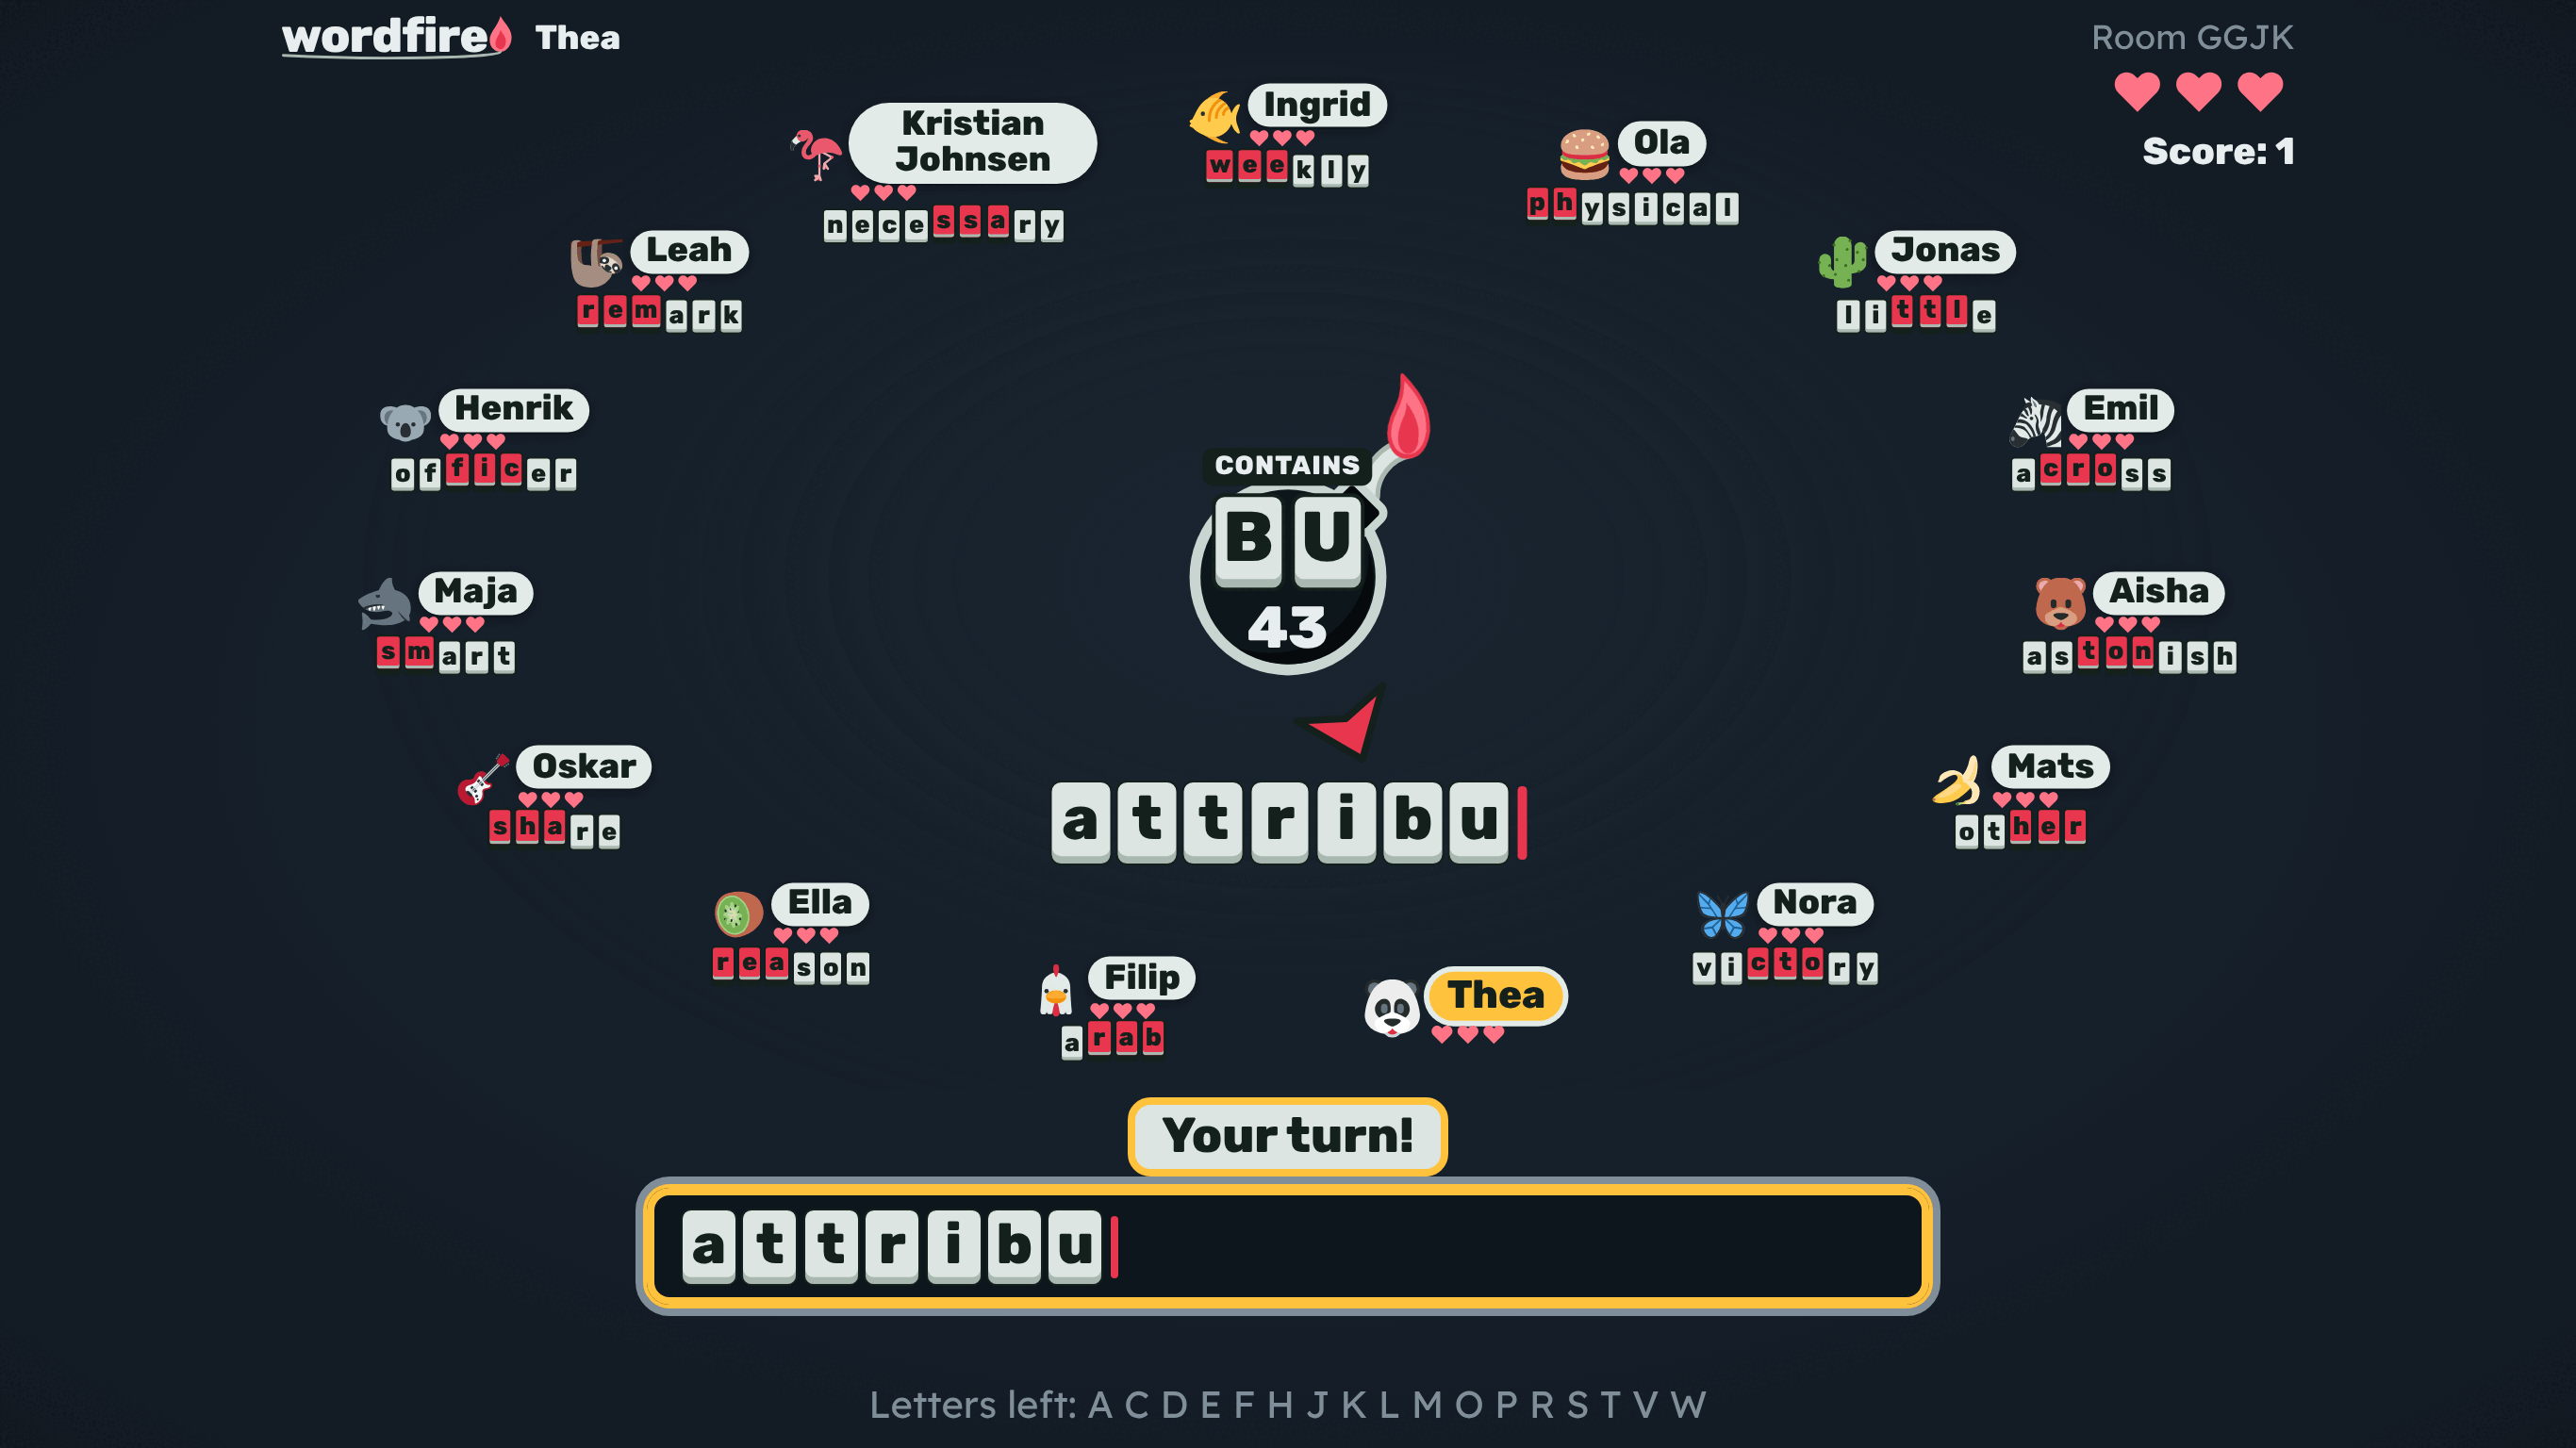 wordfire Thea
Room GGJK
Score: 1
Kristian
Johnsen
necessary
Ingrid
weekly
Ola
physical
Leah
remark
Jonas
little
Henrik
officer
Emil
across
CONTAINS
BU
43
Maja
smart
Aisha
astonish
Oskar
share
Mats
other
attribu
Ella
reason
Nora
victory
Filip
arab
Thea
Your turn!
attribu
Letters left: A C D E F H J K L M O P R S T V W